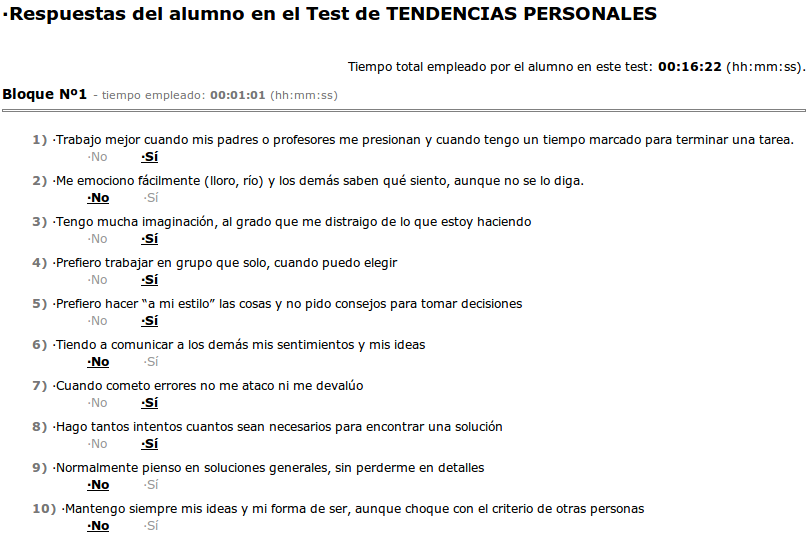 ·Respuestas del alumno en el Test de TENDENCIAS PERSONALES
Tiempo total empleado por el alumno en este test: 00:16:22 (hh:mm:ss).
Bloque Nº1 - tiempo empleado: 00:01:01 (hh:mm:ss)
1) ·Trabajo mejor cuando mis padres o profesores me presionan y cuando tengo un tiempo marcado para terminar una tarea.
·No ·Sí
2) ·Me emociono fácilmente (lloro, río) y los demás saben qué siento, aunque no se lo diga.
·No ·Sí
3) ·Tengo mucha imaginación, al grado que me distraigo de lo que estoy haciendo
·No ·Sí
4) ·Prefiero trabajar en grupo que solo, cuando puedo elegir
·No ·Sí
5) ·Prefiero hacer “a mi estilo” las cosas y no pido consejos para tomar decisiones
·No ·Sí
6) ·Tiendo a comunicar a los demás mis sentimientos y mis ideas
·No ·Sí
7) ·Cuando cometo errores no me ataco ni me devalúo
·No ·Sí
8) ·Hago tantos intentos cuantos sean necesarios para encontrar una solución
·No ·Sí
9) ·Normalmente pienso en soluciones generales, sin perderme en detalles
·No ·Sí
10) ·Mantengo siempre mis ideas y mi forma de ser, aunque choque con el criterio de otras personas
·No ·Sí